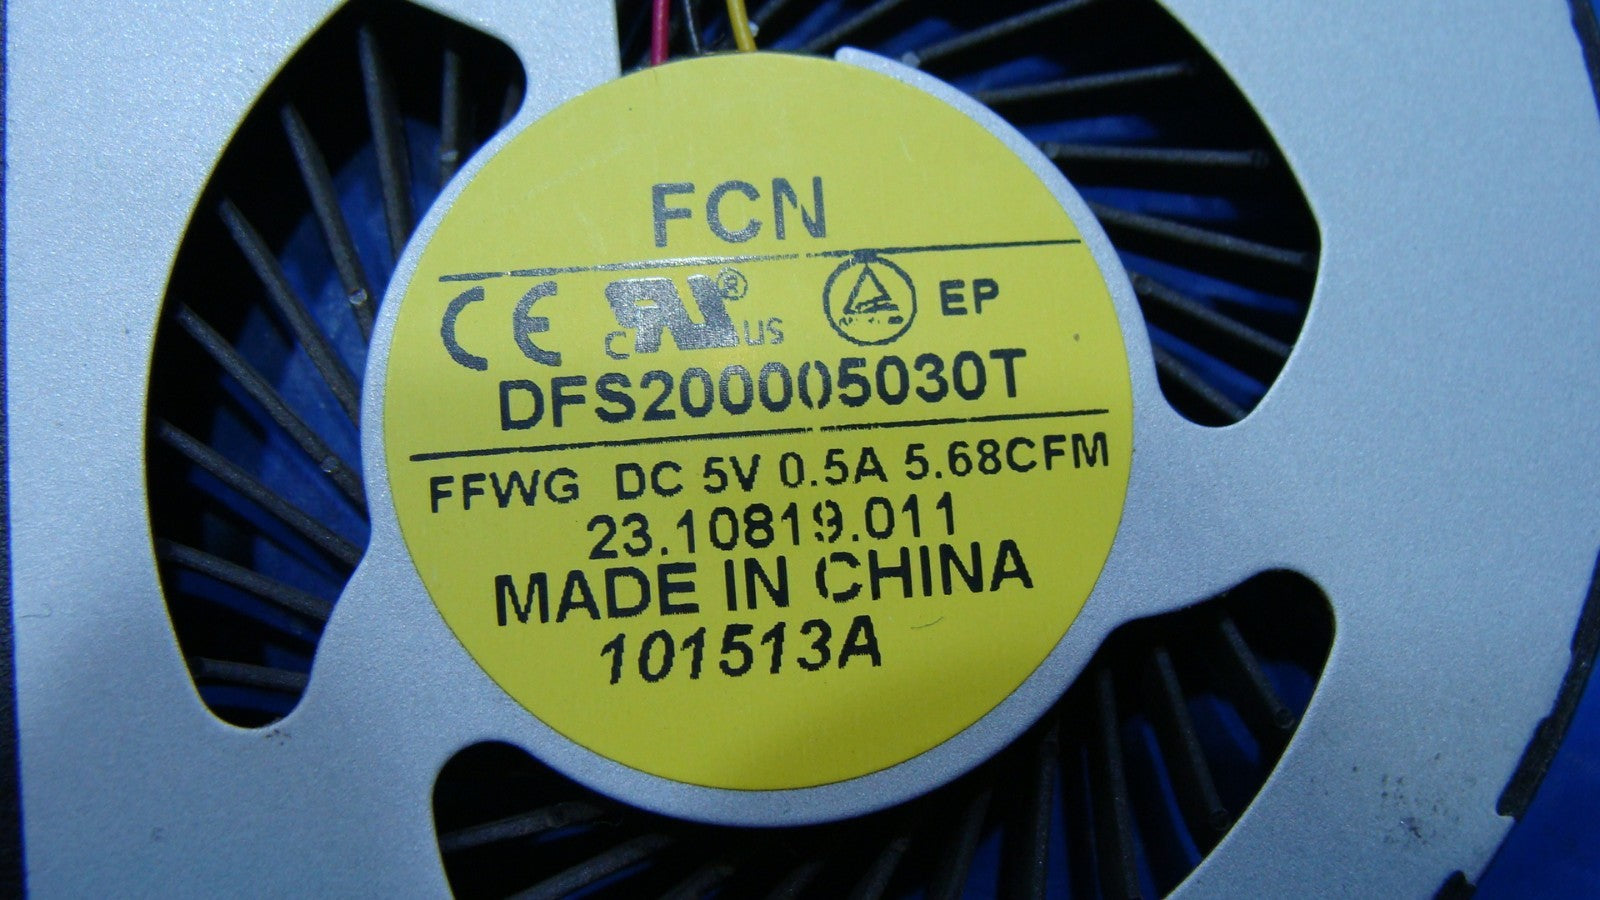 FCN
CE c RU ® US EP
DFS200005030T
FFWG DC 5V 0.5A 5.68CFM
23.10819.011
MADE IN CHINA
101513A